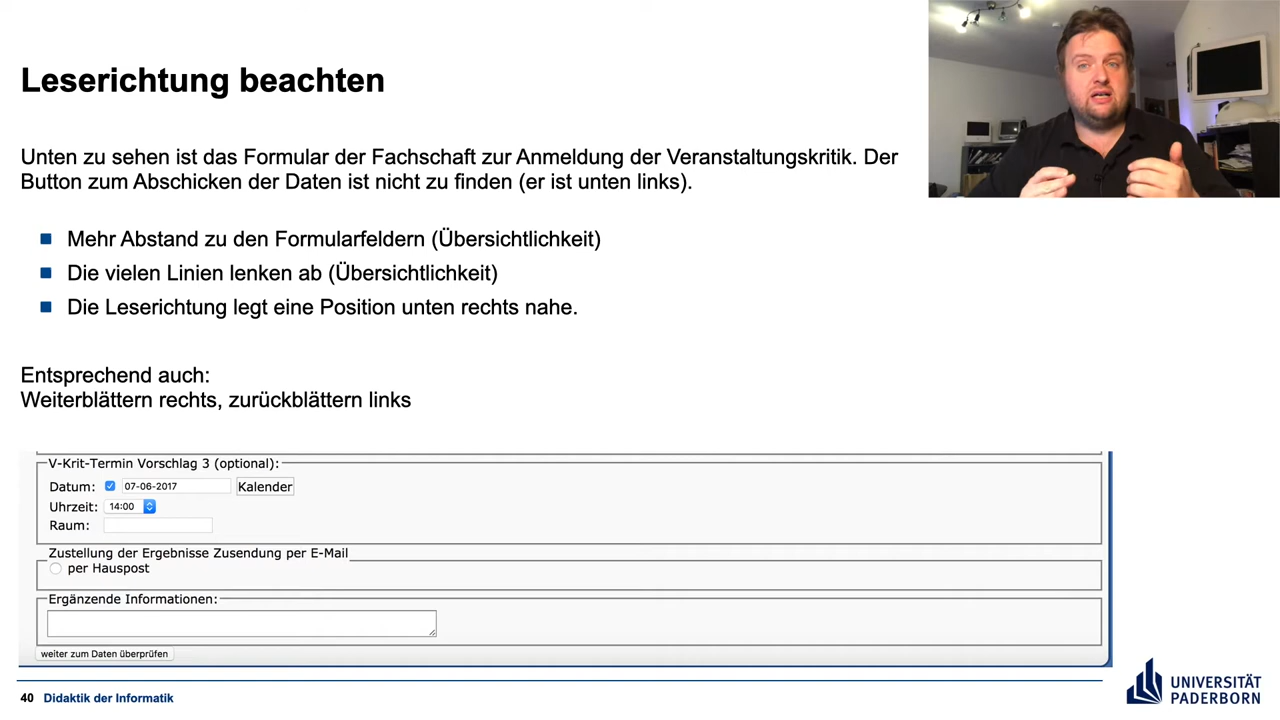 Leserichtung beachten
Unten zu sehen ist das Formular der Fachschaft zur Anmeldung der Veranstaltungskritik. Der
Button zum Abschicken der Daten ist nicht zu finden (er ist unten links).
Mehr Abstand zu den Formularfeldern (Übersichtlichkeit)
Die vielen Linien lenken ab (Übersichtlichkeit)
Die Leserichtung legt eine Position unten rechts nahe.
Entsprechend auch:
Weiterblättern rechts, zurückblättern links
V-Krit-Termin Vorschlag 3 (optional):
Datum: 07-06-2017 Kalender
Uhrzeit: 14:00
Raum:
Zustellung der Ergebnisse Zusendung per E-Mail
per Hauspost
Ergänzende Informationen:
weiter zum Daten überprüfen
40 Didaktik der Informatik
UNIVERSITÄT
PADERBORN